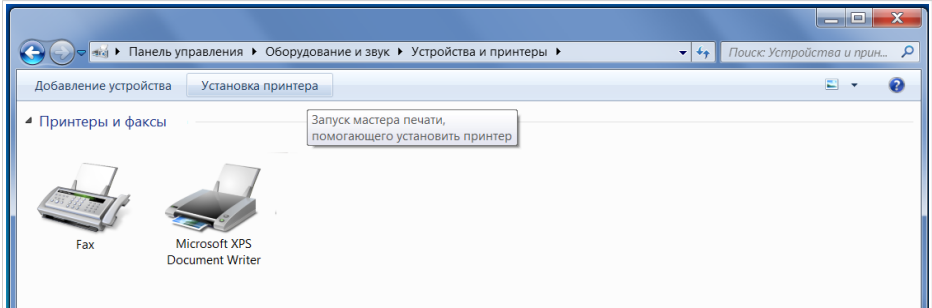 Панель управления ▸ Оборудование и звук ▸ Устройства и принтеры ▸
Поиск: Устройства и прин...
Добавление устройства
Установка принтера
Принтеры и факсы
Запуск мастера печати,
помогающего установить принтер
Fax
Microsoft XPS
Document Writer